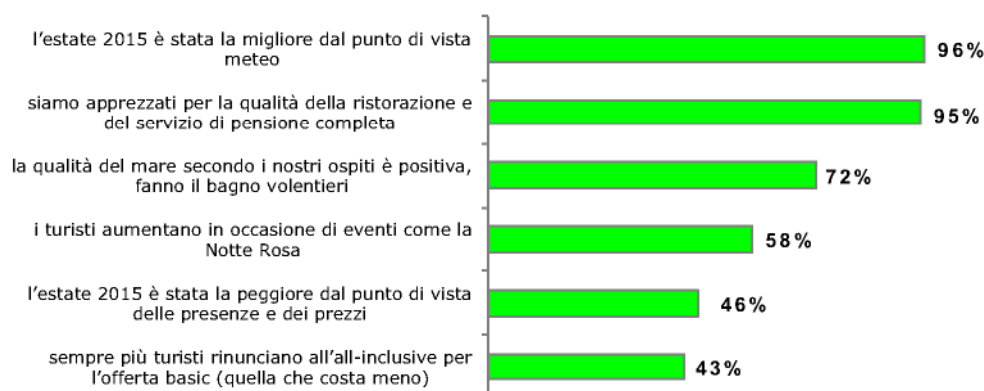 l'estate 2015 è stata la migliore dal punto di vista
meteo
96%
siamo apprezzati per la qualità della ristorazione e
del servizio di pensione completa
95%
la qualità del mare secondo i nostri ospiti è positiva,
fanno il bagno volentieri
72%
i turisti aumentano in occasione di eventi come la
Notte Rosa
58%
l'estate 2015 è stata la peggiore dal punto di vista
delle presenze e dei prezzi
46%
sempre più turisti rinunciano all'all-inclusive per
l'offerta basic (quella che costa meno)
43%